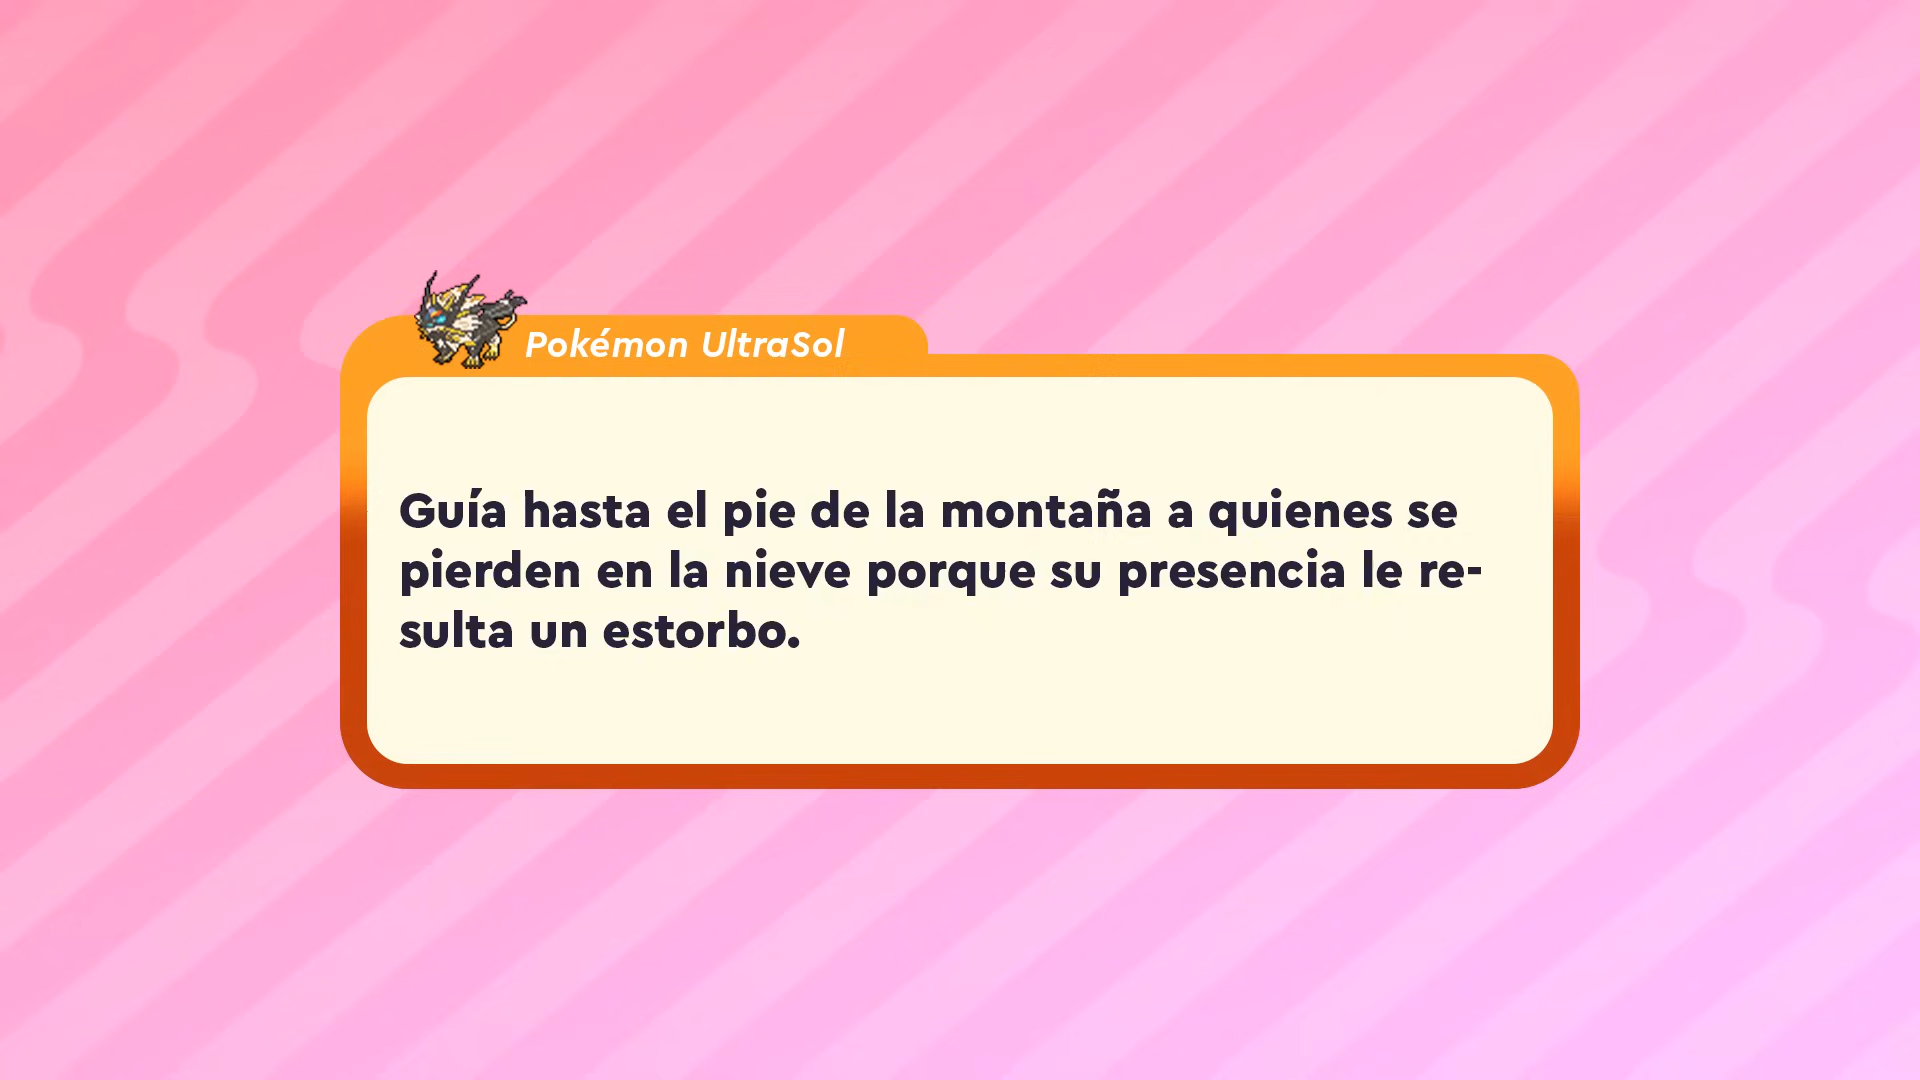 Pokémon UltraSol
Guía hasta el pie de la montaña a quienes se
pierden en la nieve porque su presencia le re-
sulta un estorbo.